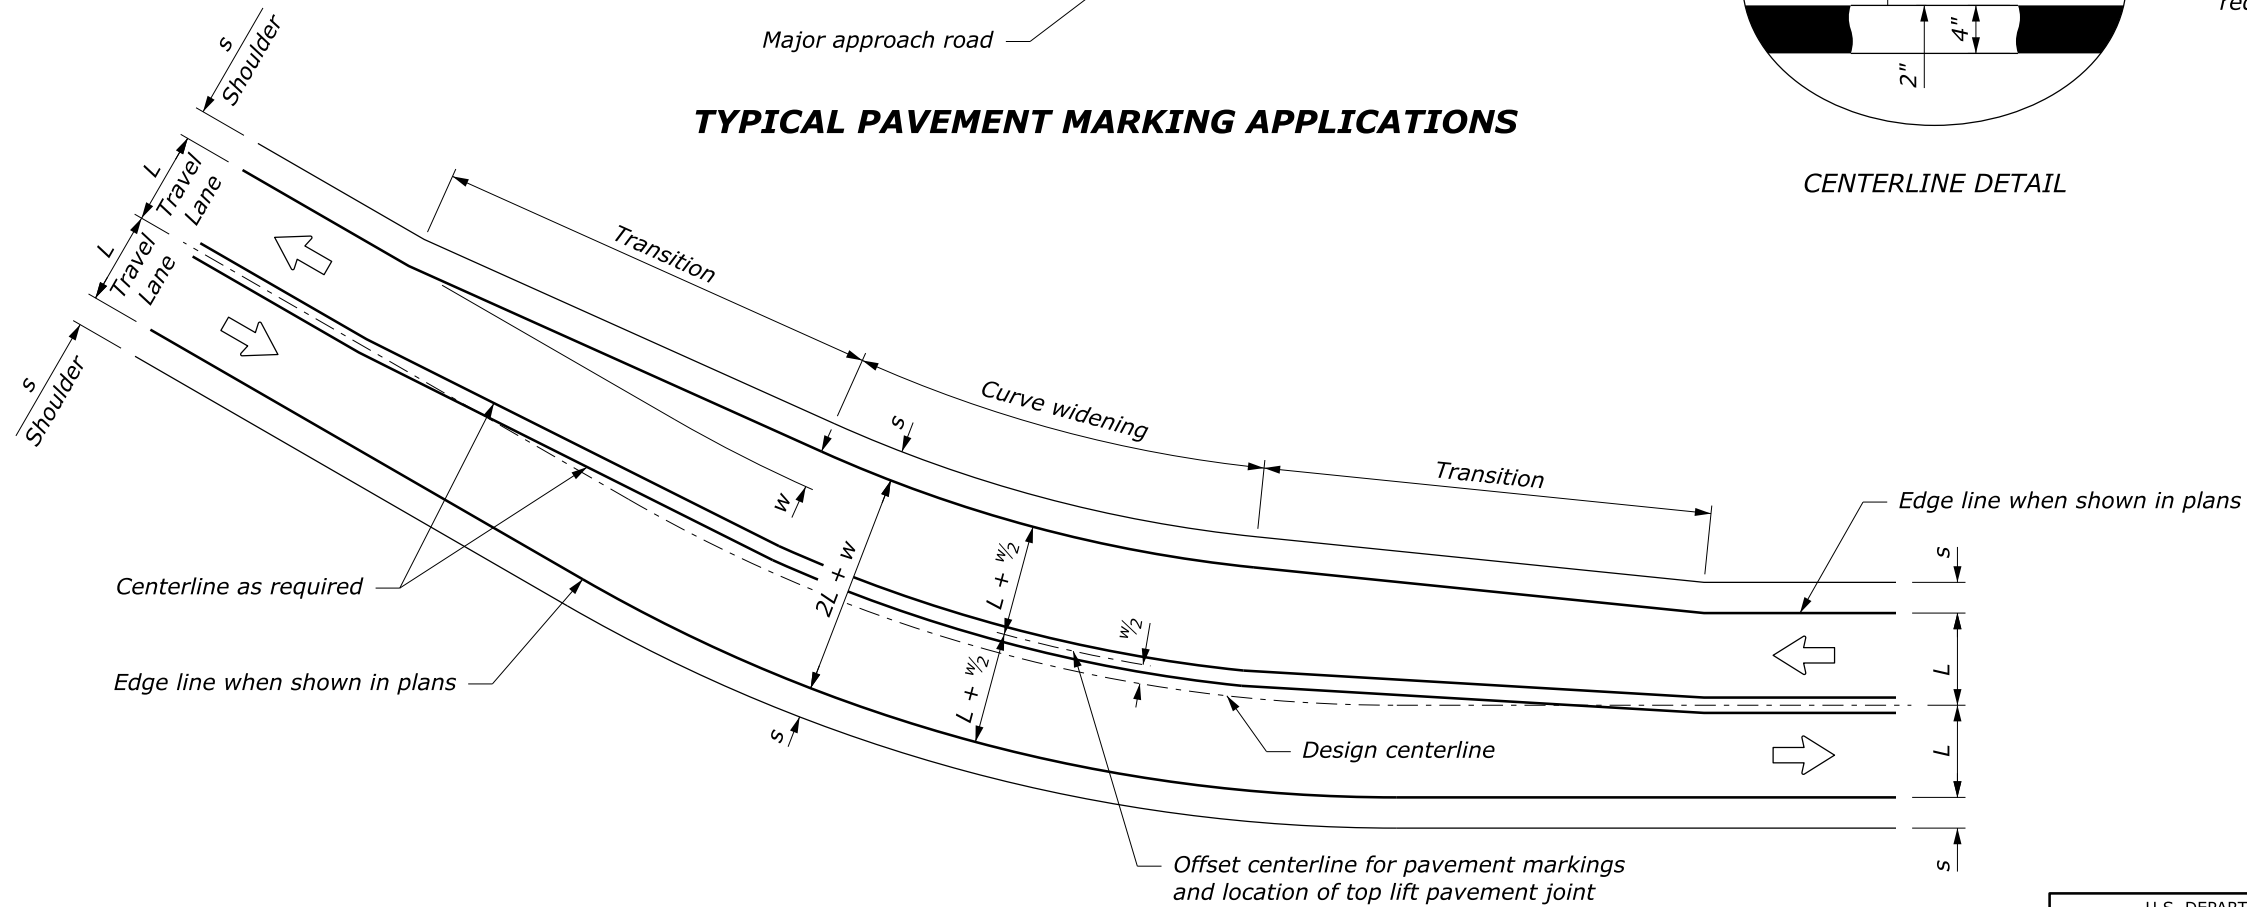 Major approach road
TYPICAL PAVEMENT MARKING APPLICATIONS
4"
2"
CENTERLINE DETAIL
s
Shoulder
L
Travel
Lane
L
Travel
Lane
s
Shoulder
Transition
Curve widening
Transition
s
w
2L + w
L + w/2
L + w/2
w/2
s
Centerline as required
Edge line when shown in plans
Edge line when shown in plans
s
L
L
s
Design centerline
Offset centerline for pavement markings
and location of top lift pavement joint